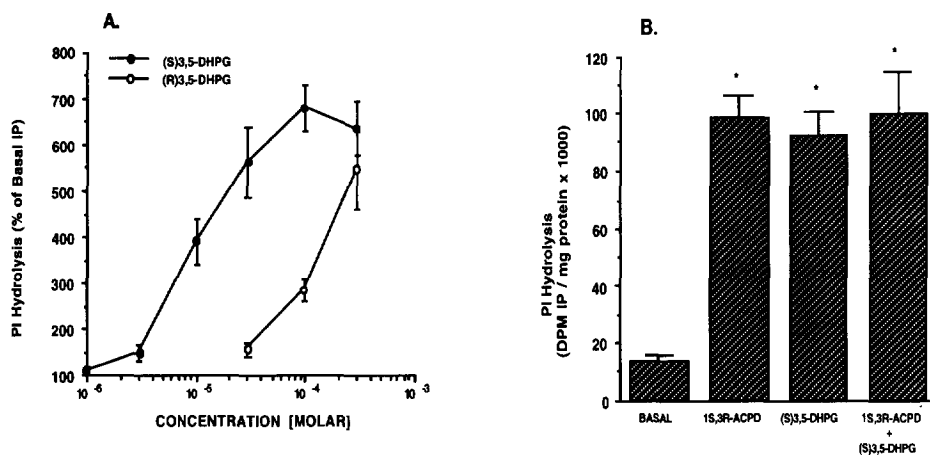 A.
PI Hydrolysis (% of Basal IP)
800
700
600
500
400
300
200
100
(S)3,5-DHPG
(R)3,5-DHPG
10-6
10-5
10-4
10-3
CONCENTRATION [MOLAR]
B.
PI Hydrolysis
(DPM IP / mg protein x 1000)
120
100
80
60
40
20
0
*
*
*
BASAL
1S,3R-ACPD
(S)3,5-DHPG
1S,3R-ACPD
+
(S)3,5-DHPG